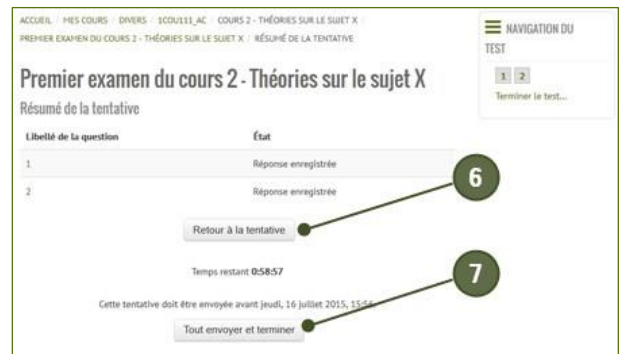 ACCUEIL / MES COURS / DIVERS / 1COU111_AC / COURS 2 - THÉORIES SUR LE SUJET X /
PREMIER EXAMEN DU COURS 2 - THÉORIES SUR LE SUJET X / RÉSUMÉ DE LA TENTATIVE
Premier examen du cours 2 - Théories sur le sujet X
Résumé de la tentative
Libellé de la question État
1 Réponse enregistrée
2 Réponse enregistrée
Retour à la tentative
6
Temps restant 0:58:57
Cette tentative doit être envoyée avant jeudi, 16 juillet 2015,
7
Tout envoyer et terminer
NAVIGATION DU
TEST
1 2
Terminer le test...